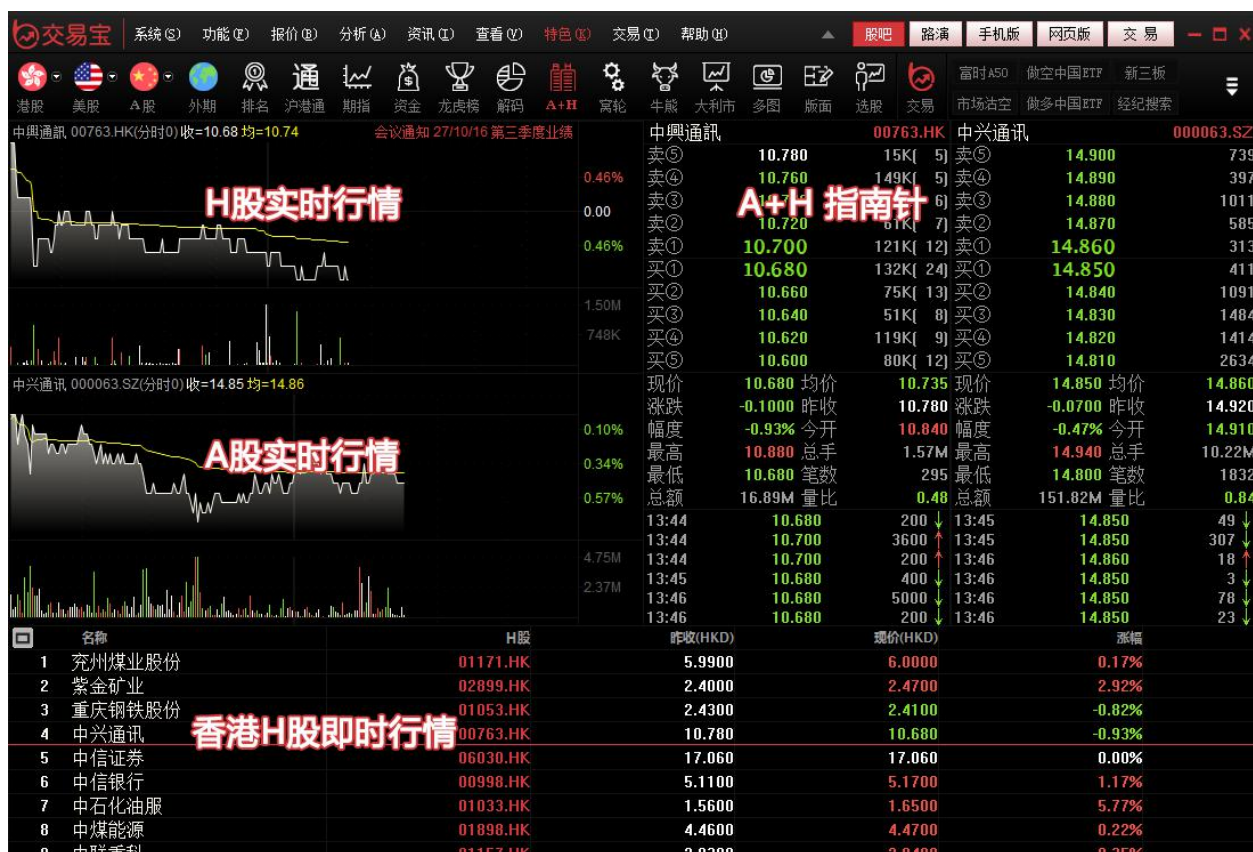 交易宝 系统(S) 功能(F) 报价(B) 分析(A) 资讯(I) 查看(V) 特色(K) 交易(T) 帮助(H) 股吧 路演 手机版 网页版 交 易
港股 美股 A股 外期 排名 沪港通 期指 资金 龙虎榜 解码 A+H 窝轮 牛熊 大利市 多图 版面 选股 交易
通
富时A50 做空中国ETF 新三板
市场沽空 做多中国ETF 经纪搜索
中興通訊 00763.HK(分时0) 收=10.68 均=10.74 会议通知 27/10/16 第三季度业绩
0.46%
0.00
0.46%
1.50M
748K
H股实时行情
中兴通讯 000063.SZ(分时0) 收=14.85 均=14.86
0.10%
0.34%
0.57%
4.75M
2.37M
A股实时行情
中興通訊 00763.HK 中兴通讯 000063.SZ
卖⑤ 10.780 15K( 5) 卖⑤ 14.900 739
卖④ 10.760 149K( 5) 卖④ 14.890 397
卖③ 6) 卖③ 14.880 1011
A+H 指南针
卖② 10.720 61K( 7) 卖② 14.870 585
卖① 10.700 121K( 12) 卖① 14.860 313
买① 10.680 132K( 24) 买① 14.850 411
买② 10.660 75K( 13) 买② 14.840 1091
买③ 10.640 51K( 8) 买③ 14.830 1484
买④ 10.620 119K( 9) 买④ 14.820 1414
买⑤ 10.600 80K( 12) 买⑤ 14.810 2634
现价 10.680 均价 10.735 现价 14.850 均价 14.860
涨跌 -0.1000 昨收 10.780 涨跌 -0.0700 昨收 14.920
幅度 -0.93% 今开 10.840 幅度 -0.47% 今开 14.910
最高 10.880 总手 1.57M 最高 14.940 总手 10.22M
最低 10.680 笔数 295 最低 14.800 笔数 1832
总额 16.89M 量比 0.48 总额 151.82M 量比 0.84
13:44 10.680 200 ↓ 13:45 14.850 49 ↓
13:44 10.700 3600 ↑ 13:45 14.850 307 ↓
13:44 10.700 200 ↑ 13:46 14.860 18 ↑
13:45 10.680 400 ↓ 13:46 14.850 3 ↓
13:46 10.680 5000 ↓ 13:46 14.850 78 ↓
13:46 10.680 200 ↓ 13:46 14.850 23 ↓
名称 H股 昨收(HKD) 现价(HKD) 涨幅
1 兖州煤业股份 01171.HK 5.9900 6.0000 0.17%
2 紫金矿业 02899.HK 2.4000 2.4700 2.92%
3 重庆钢铁股份 01053.HK 2.4300 2.4100 -0.82%
4 中兴通讯 00763.HK 10.780 10.680 -0.93%
香港H股即时行情
5 中信证券 06030.HK 17.060 17.060 0.00%
6 中信银行 00998.HK 5.1100 5.1700 1.17%
7 中石化油服 01033.HK 1.5600 1.6500 5.77%
8 中煤能源 01898.HK 4.4600 4.4700 0.22%